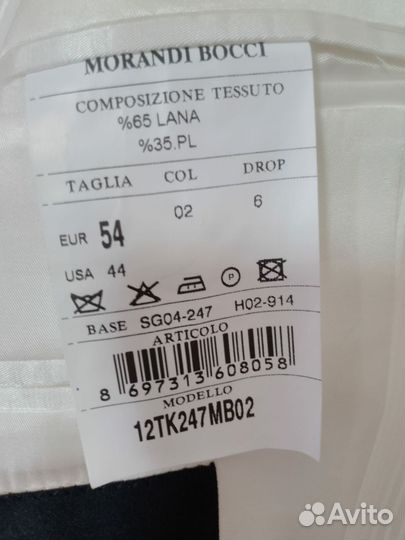 MORANDI BOCCI
COMPOSIZIONE TESSUTO
%65 LANA
%35.PL
TAGLIA COL DROP
EUR 54 02 6
USA 44
P
BASE SG04-247 H02-914
ARTICOLO
8 697313 608058
MODELLO
12TK247MB02
Avito